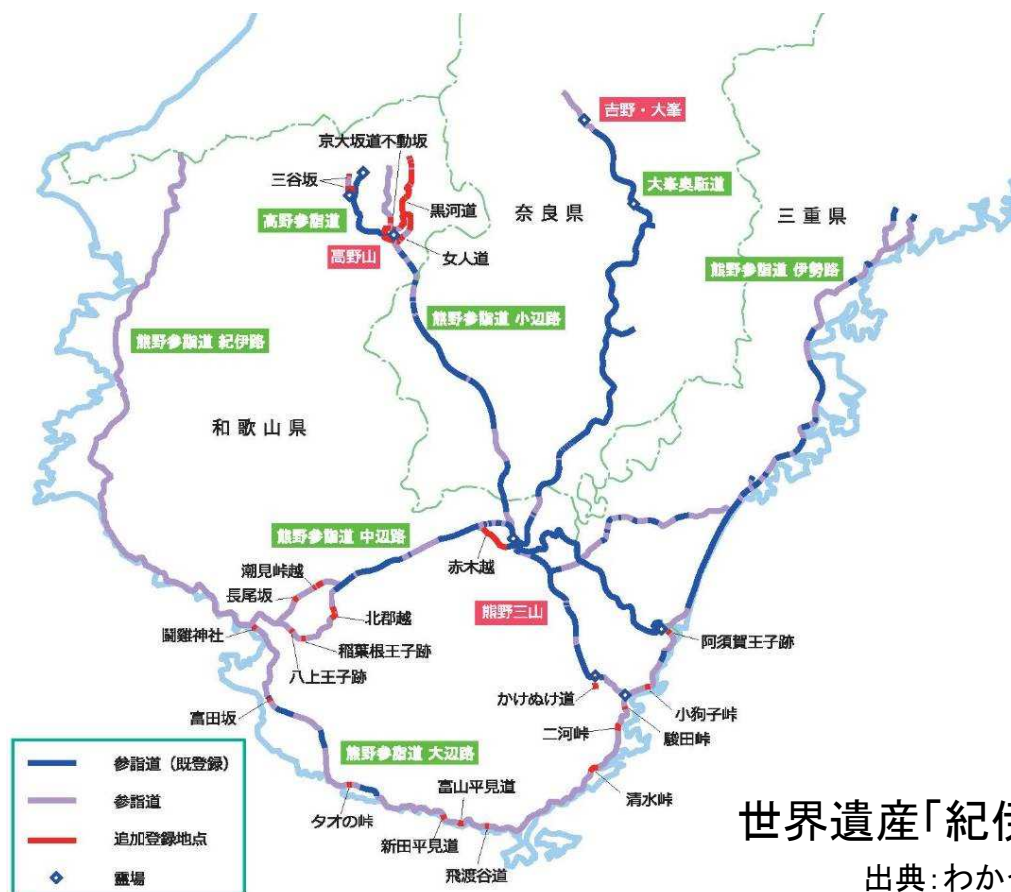 吉野・大峯
京大坂道不動坂
三谷坂
大峯奥駈道
黒河道
奈良県
高野参詣道
三重県
女人道
高野山
熊野参詣道 伊勢路
熊野参詣道 小辺路
熊野参詣道 紀伊路
和歌山県
熊野参詣道 中辺路
赤木越
潮見峠越
長尾坂
熊野三山
北郡越
鬪雞神社
稲葉根王子跡
阿須賀王子跡
八上王子跡
かけぬけ道
小狗子峠
富田坂
二河峠
駿田峠
熊野参詣道 大辺路
富山平見道
清水峠
タオの峠
新田平見道
飛渡谷道
参詣道（既登録）
参詣道
追加登録地点
霊場
世界遺産「紀伊
出典：わか